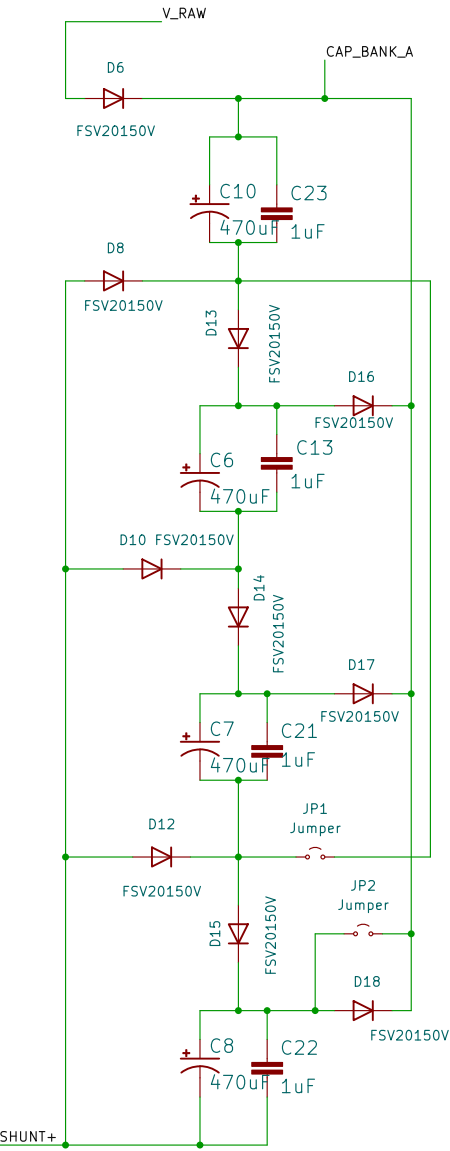 V_RAW
CAP_BANK_A
D6
FSV20150V
C10
470uF
C23
1uF
D8
FSV20150V
D13
FSV20150V
D16
FSV20150V
C6
470uF
C13
1uF
D10 FSV20150V
D14
FSV20150V
D17
FSV20150V
C7
470uF
C21
1uF
JP1
Jumper
D12
FSV20150V
JP2
Jumper
D15
FSV20150V
D18
FSV20150V
C8
470uF
C22
1uF
SHUNT+